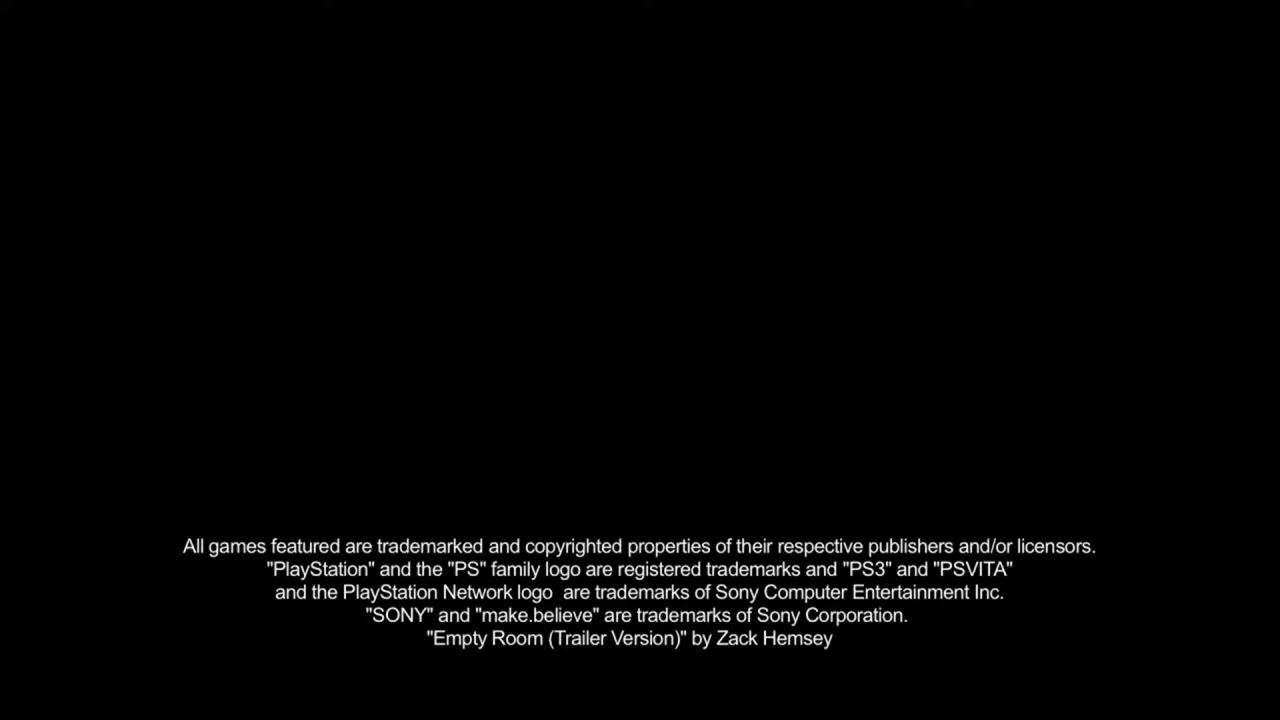 All games featured are trademarked and copyrighted properties of their respective publishers and/or licensors.
"PlayStation" and the "PS" family logo are registered trademarks and "PS3" and "PSVITA"
and the PlayStation Network logo  are trademarks of Sony Computer Entertainment Inc.
"SONY" and "make.believe" are trademarks of Sony Corporation.
"Empty Room (Trailer Version)" by Zack Hemsey